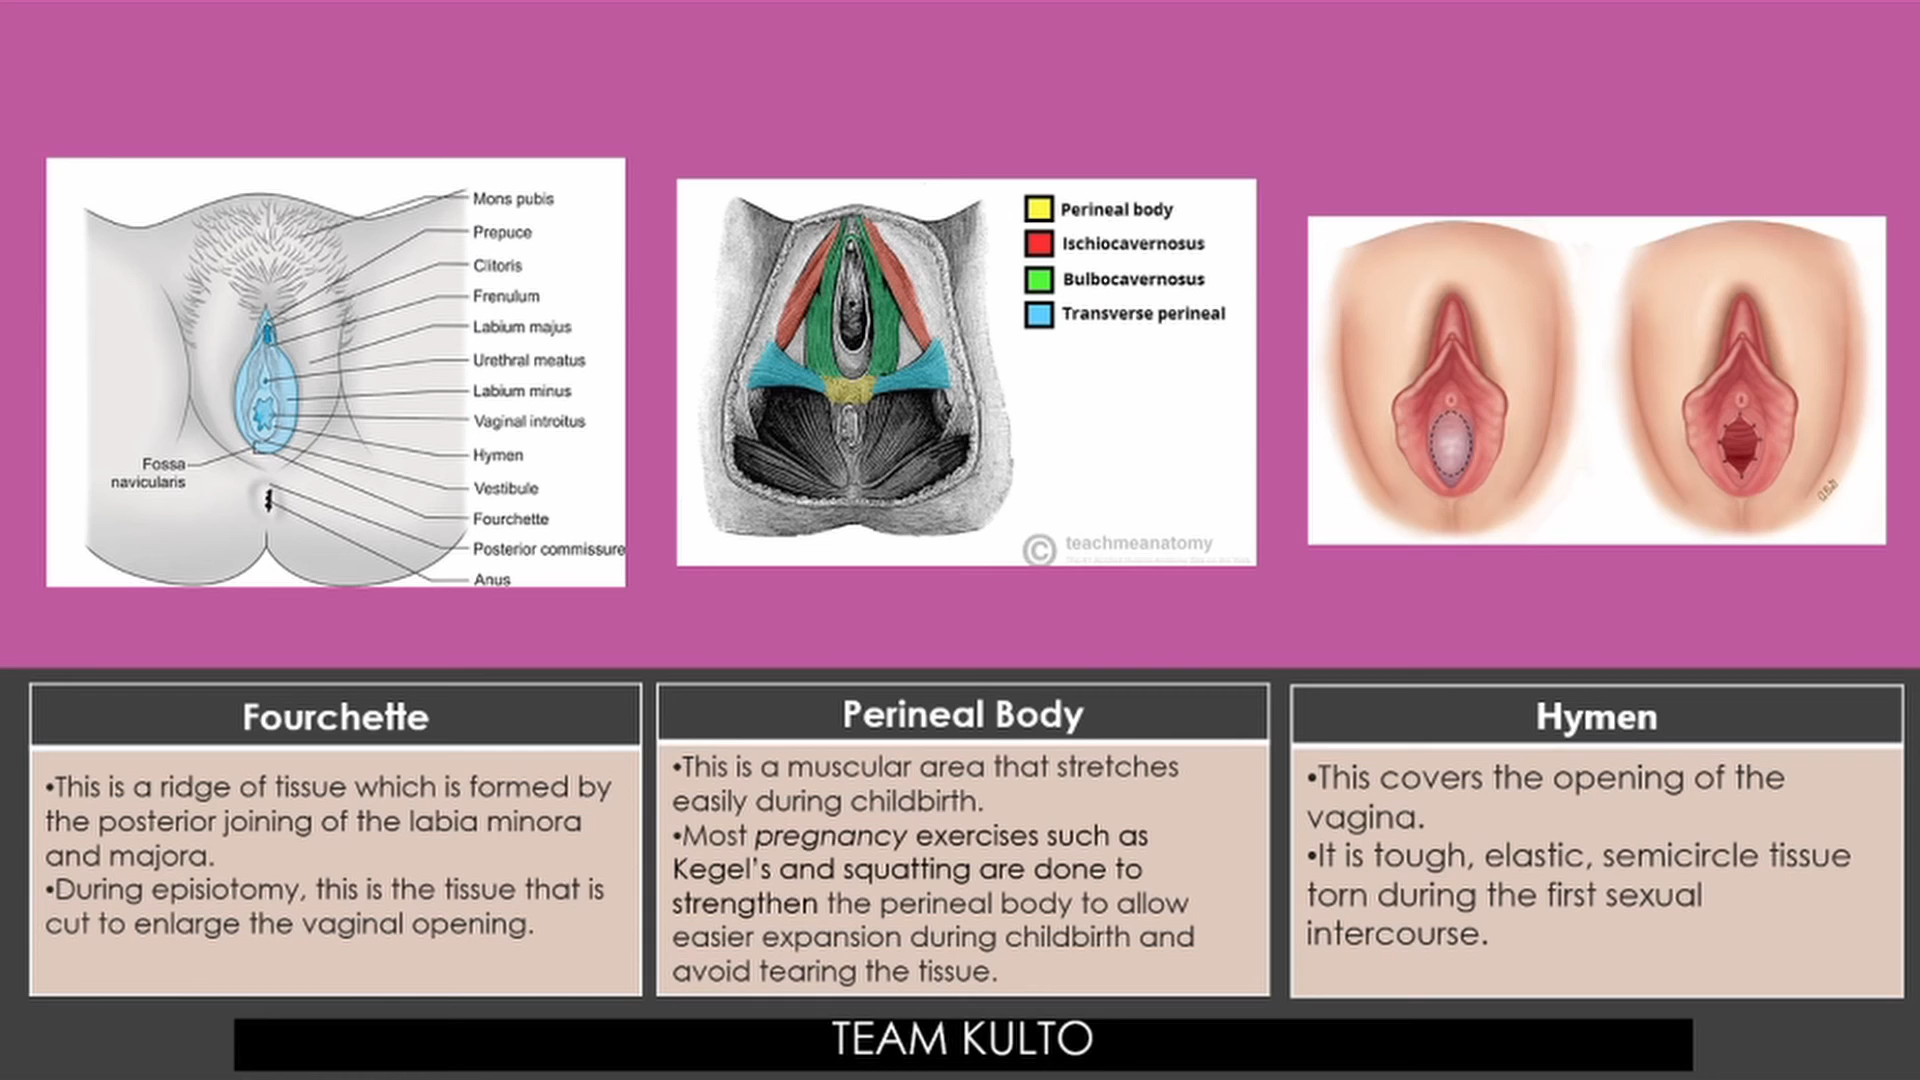 Mons pubis
Prepuce
Clitoris
Frenulum
Labium majus
Urethral meatus
Labium minus
Vaginal introitus
Hymen
Vestibule
Fourchette
Posterior commissure
Anus
Fossa
navicularis
Perineal body
Ischiocavernosus
Bulbocavernosus
Transverse perineal
© teachmeanatomy
Fourchette
•This is a ridge of tissue which is formed by
the posterior joining of the labia minora
and majora.
•During episiotomy, this is the tissue that is
cut to enlarge the vaginal opening.
Perineal Body
•This is a muscular area that stretches
easily during childbirth.
•Most pregnancy exercises such as
Kegel's and squatting are done to
strengthen the perineal body to allow
easier expansion during childbirth and
avoid tearing the tissue.
Hymen
•This covers the opening of the
vagina.
•It is tough, elastic, semicircle tissue
torn during the first sexual
intercourse.
TEAM KULTO